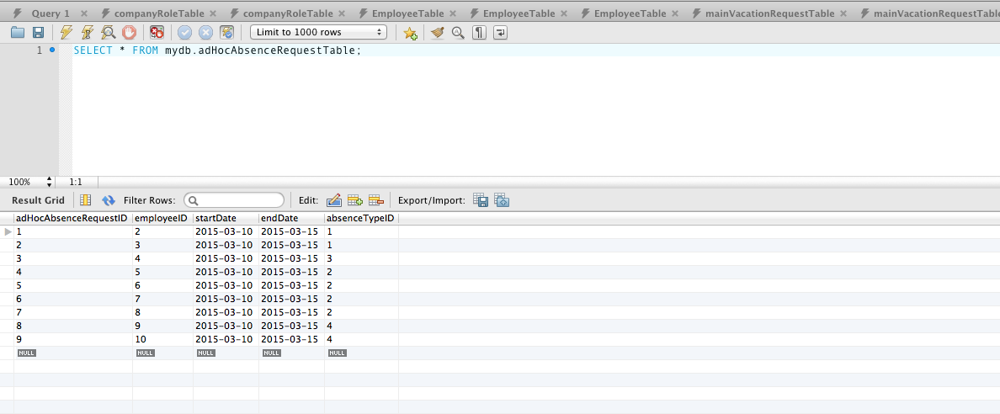 Query 1 companyRoleTable companyRoleTable EmployeeTable EmployeeTable EmployeeTable mainVacationRequestTable mainVacationRequestTable
Limit to 1000 rows
1 SELECT * FROM mydb.adHocAbsenceRequestTable;
100% 1:1
Result Grid Filter Rows: Edit: Export/Import:
adHocAbsenceRequestID employeeID startDate endDate absenceTypeID
1 2 2015-03-10 2015-03-15 1
2 3 2015-03-10 2015-03-15 1
3 4 2015-03-10 2015-03-15 3
4 5 2015-03-10 2015-03-15 2
5 6 2015-03-10 2015-03-15 2
6 7 2015-03-10 2015-03-15 2
7 8 2015-03-10 2015-03-15 2
8 9 2015-03-10 2015-03-15 4
9 10 2015-03-10 2015-03-15 4
NULL NULL NULL NULL NULL